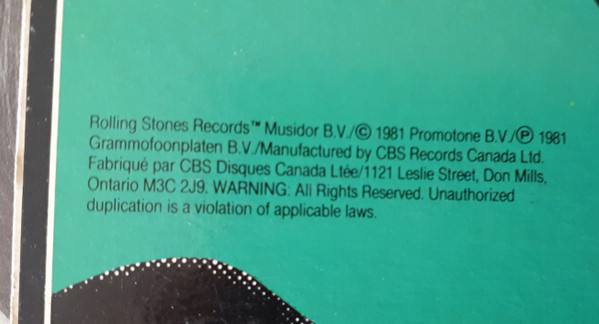 Rolling Stones Records™ Musidor B.V./© 1981 Promotone B.V./℗ 1981
Grammofoonplaten B.V./Manufactured by CBS Records Canada Ltd.
Fabriqué par CBS Disques Canada Ltée/1121 Leslie Street, Don Mills,
Ontario M3C 2J9. WARNING: All Rights Reserved. Unauthorized
duplication is a violation of applicable laws.